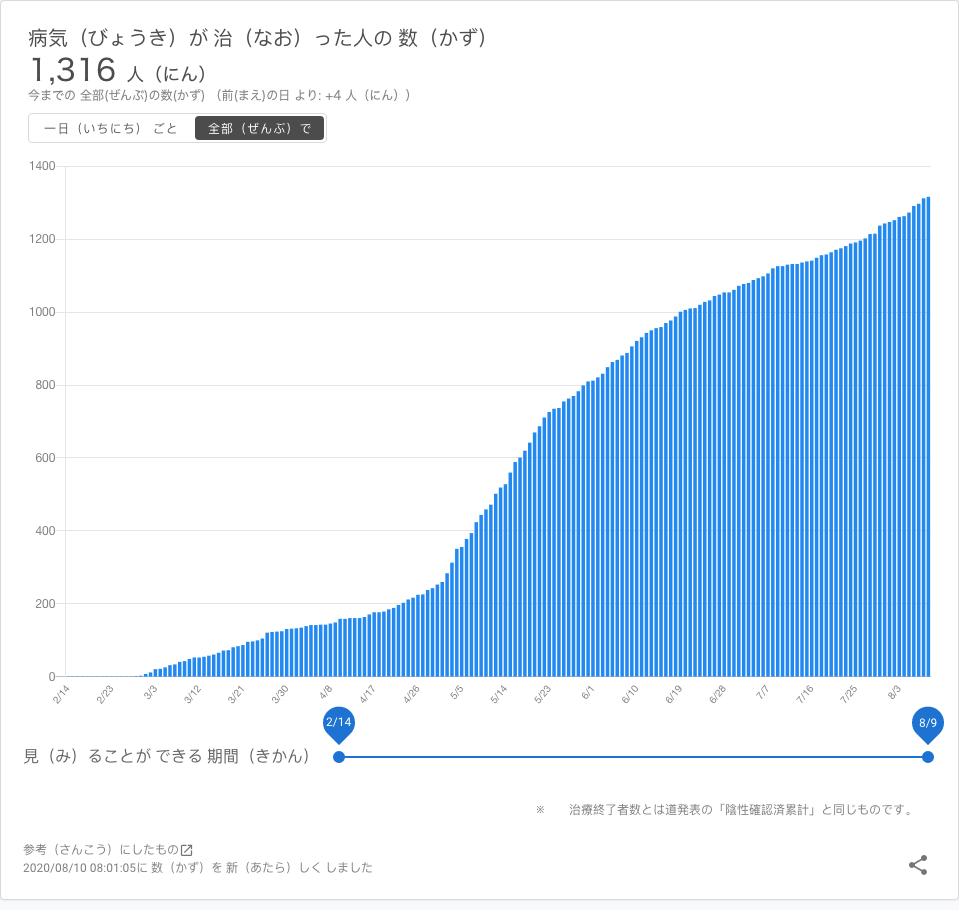 病気（びょうき）が 治（なお）った人の 数（かず）
1,316 人（にん）
今までの 全部(ぜんぶ)の数(かず) （前(まえ)の日 より: +4 人（にん））
一日（いちにち） ごと 全部（ぜんぶ）で
1400
1200
1000
800
600
400
200
0
2/14 2/23 3/3 3/12 3/21 3/30 4/8 4/17 4/26 5/5 5/14 5/23 6/1 6/10 6/19 6/28 7/7 7/16 7/25 8/3
2/14 8/9
見（み）ることが できる 期間（きかん）
※ 治療終了者数とは道発表の「陰性確認済累計」と同じものです。
参考（さんこう）にしたもの
2020/08/10 08:01:05に 数（かず）を 新（あたら）しく しました